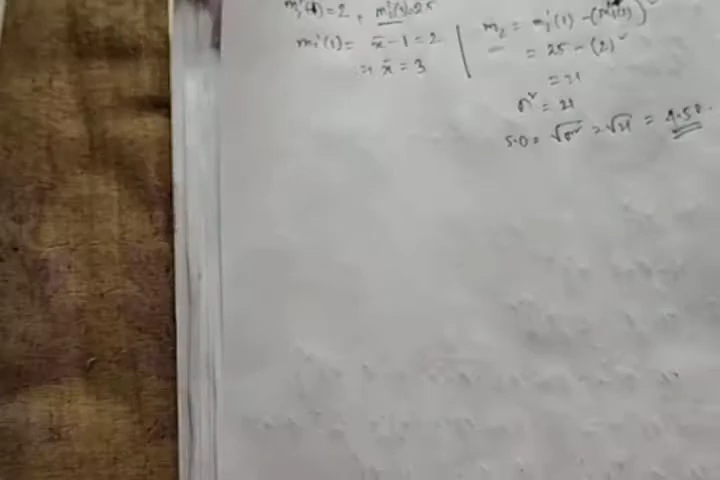 m₁'(1)=2, m₂'(1)=25
m₁'(1)= x̄ - 1 = 2
⇒ x̄ = 3
m₂ = m₂'(1) - (m₁'(1))²
= 25 - (2)²
= 21
σ² = 21
S.D = √σ² = √21 = 4.58.